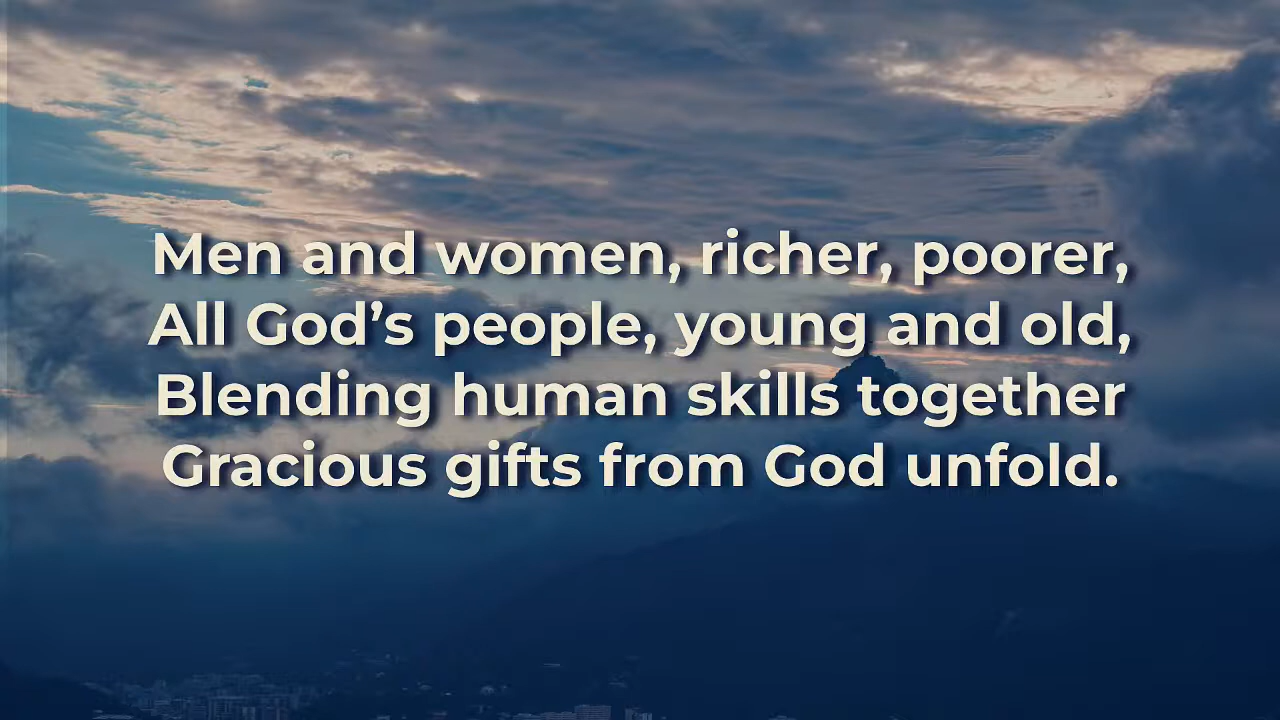 Men and women, richer, poorer,
All God’s people, young and old,
Blending human skills together
Gracious gifts from God unfold.